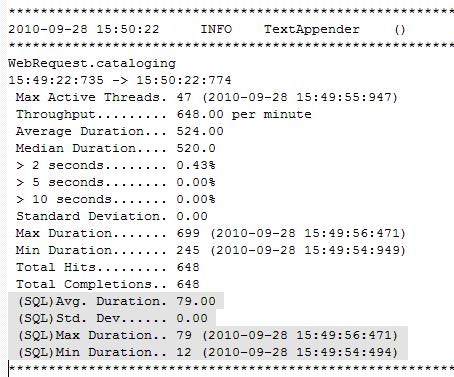 ****************************************************
2010-09-28 15:50:22     INFO    TextAppender    ()
****************************************************
WebRequest.cataloging
15:49:22:735 -> 15:50:22:774
 Max Active Threads. 47 (2010-09-28 15:49:55:947)
 Throughput......... 648.00 per minute
 Average Duration... 524.00
 Median Duration.... 520.0
 > 2 seconds........ 0.43%
 > 5 seconds........ 0.00%
 > 10 seconds....... 0.00%
 Standard Deviation. 0.00
 Max Duration....... 699 (2010-09-28 15:49:56:471)
 Min Duration....... 245 (2010-09-28 15:49:54:949)
 Total Hits......... 648
 Total Completions.. 648
 (SQL)Avg. Duration. 79.00
 (SQL)Std. Dev...... 0.00
 (SQL)Max Duration.. 79 (2010-09-28 15:49:56:471)
 (SQL)Min Duration.. 12 (2010-09-28 15:49:54:494)
****************************************************